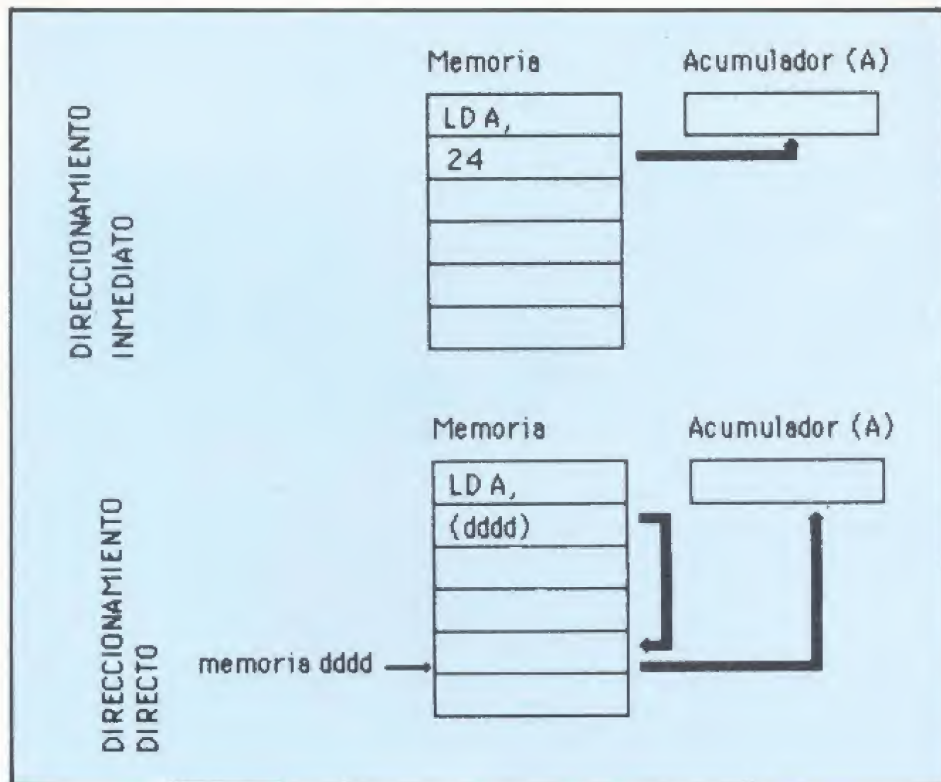 DIRECCIONAMIENTO
INMEDIATO
Memoria
Acumulador (A)
LD A,
24
DIRECCIONAMIENTO
DIRECTO
Memoria
Acumulador (A)
LD A,
(dddd)
memoria dddd